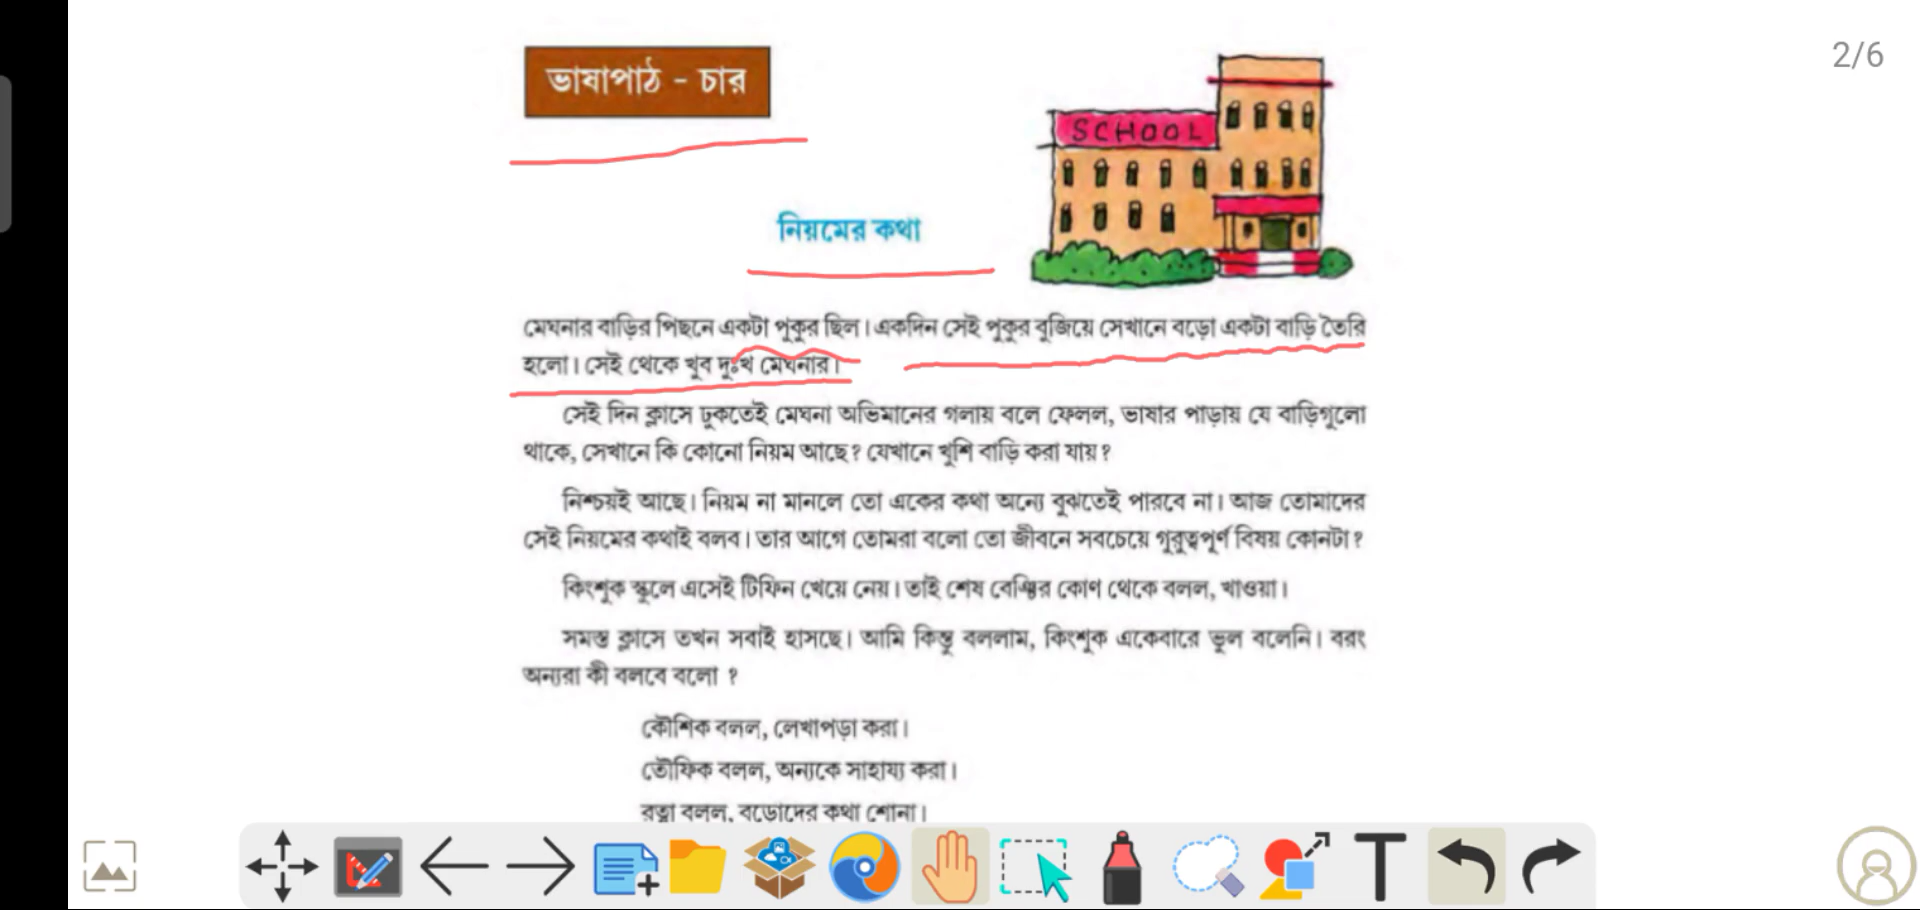 2/6
ভাষাপাঠ - চার
SCHOOL
নিয়মের কথা
মেঘনার বাড়ির পিছনে একটা পুকুর ছিল। একদিন সেই পুকুর বুজিয়ে সেখানে বড়ো একটা বাড়ি তৈরি
হলো। সেই থেকে খুব দুঃখ মেঘনার।
সেই দিন ক্লাসে ঢুকতেই মেঘনা অভিমানের গলায় বলে ফেলল, ভাষার পাড়ায় যে বাড়িগুলো
থাকে, সেখানে কি কোনো নিয়ম আছে? যেখানে খুশি বাড়ি করা যায়?
নিশ্চয়ই আছে। নিয়ম না মানলে তো একের কথা অন্যে বুঝতেই পারবে না। আজ তোমাদের
সেই নিয়মের কথাই বলব। তার আগে তোমরা বলো তো জীবনে সবচেয়ে গুরুত্বপূর্ণ বিষয় কোনটা?
কিংশুক স্কুলে এসেই টিফিন খেয়ে নেয়। তাই শেষ বেঞ্চির কোণ থেকে বলল, খাওয়া।
সমস্ত ক্লাসে তখন সবাই হাসছে। আমি কিন্তু বললাম, কিংশুক একেবারে ভুল বলেনি। বরং
অন্যরা কী বলবে বলো ?
কৌশিক বলল, লেখাপড়া করা।
তৌফিক বলল, অন্যকে সাহায্য করা।
রত্না বলল, বড়োদের কথা শোনা।
T